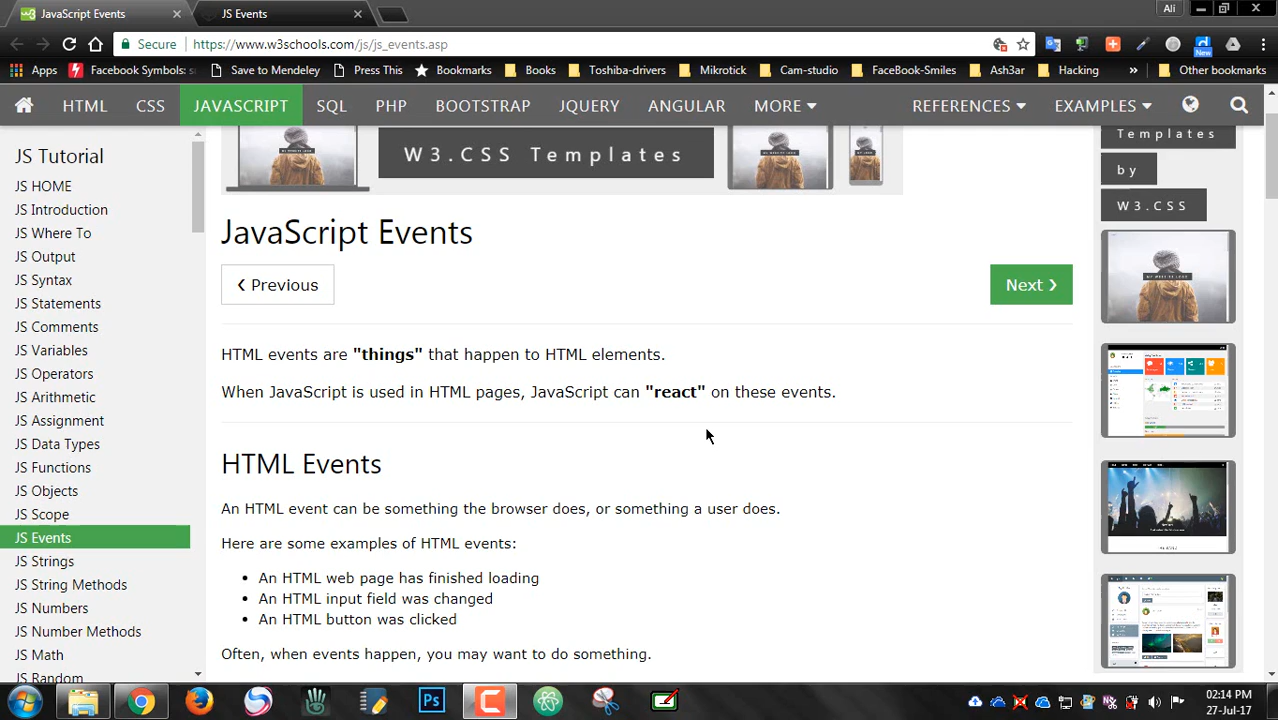 JavaScript Events
JS Events
Ali
Secure
https://www.w3schools.com/js/js_events.asp
New
Apps
Facebook Symbols: s
Save to Mendeley
Press This
Bookmarks
Books
Toshiba-drivers
Mikrotick
Cam-studio
FaceBook-Smiles
Ash3ar
Hacking
»
Other bookmarks
HTML
CSS
JAVASCRIPT
SQL
PHP
BOOTSTRAP
JQUERY
ANGULAR
MORE
REFERENCES
EXAMPLES
JS Tutorial
JS HOME
JS Introduction
JS Where To
JS Output
JS Syntax
JS Statements
JS Comments
JS Variables
JS Operators
JS Arithmetic
JS Assignment
JS Data Types
JS Functions
JS Objects
JS Scope
JS Events
JS Strings
JS String Methods
JS Numbers
JS Number Methods
JS Math
JS Random
W3.CSS Templates
JavaScript Events
❮ Previous
Next ❯
HTML events are "things" that happen to HTML elements.
When JavaScript is used in HTML pages, JavaScript can "react" on these events.
HTML Events
An HTML event can be something the browser does, or something a user does.
Here are some examples of HTML events:
• An HTML web page has finished loading
• An HTML input field was changed
• An HTML button was clicked
Often, when events happen, you may want to do something.
Templates
by
W3.CSS
Ps
02:14 PM
27-Jul-17